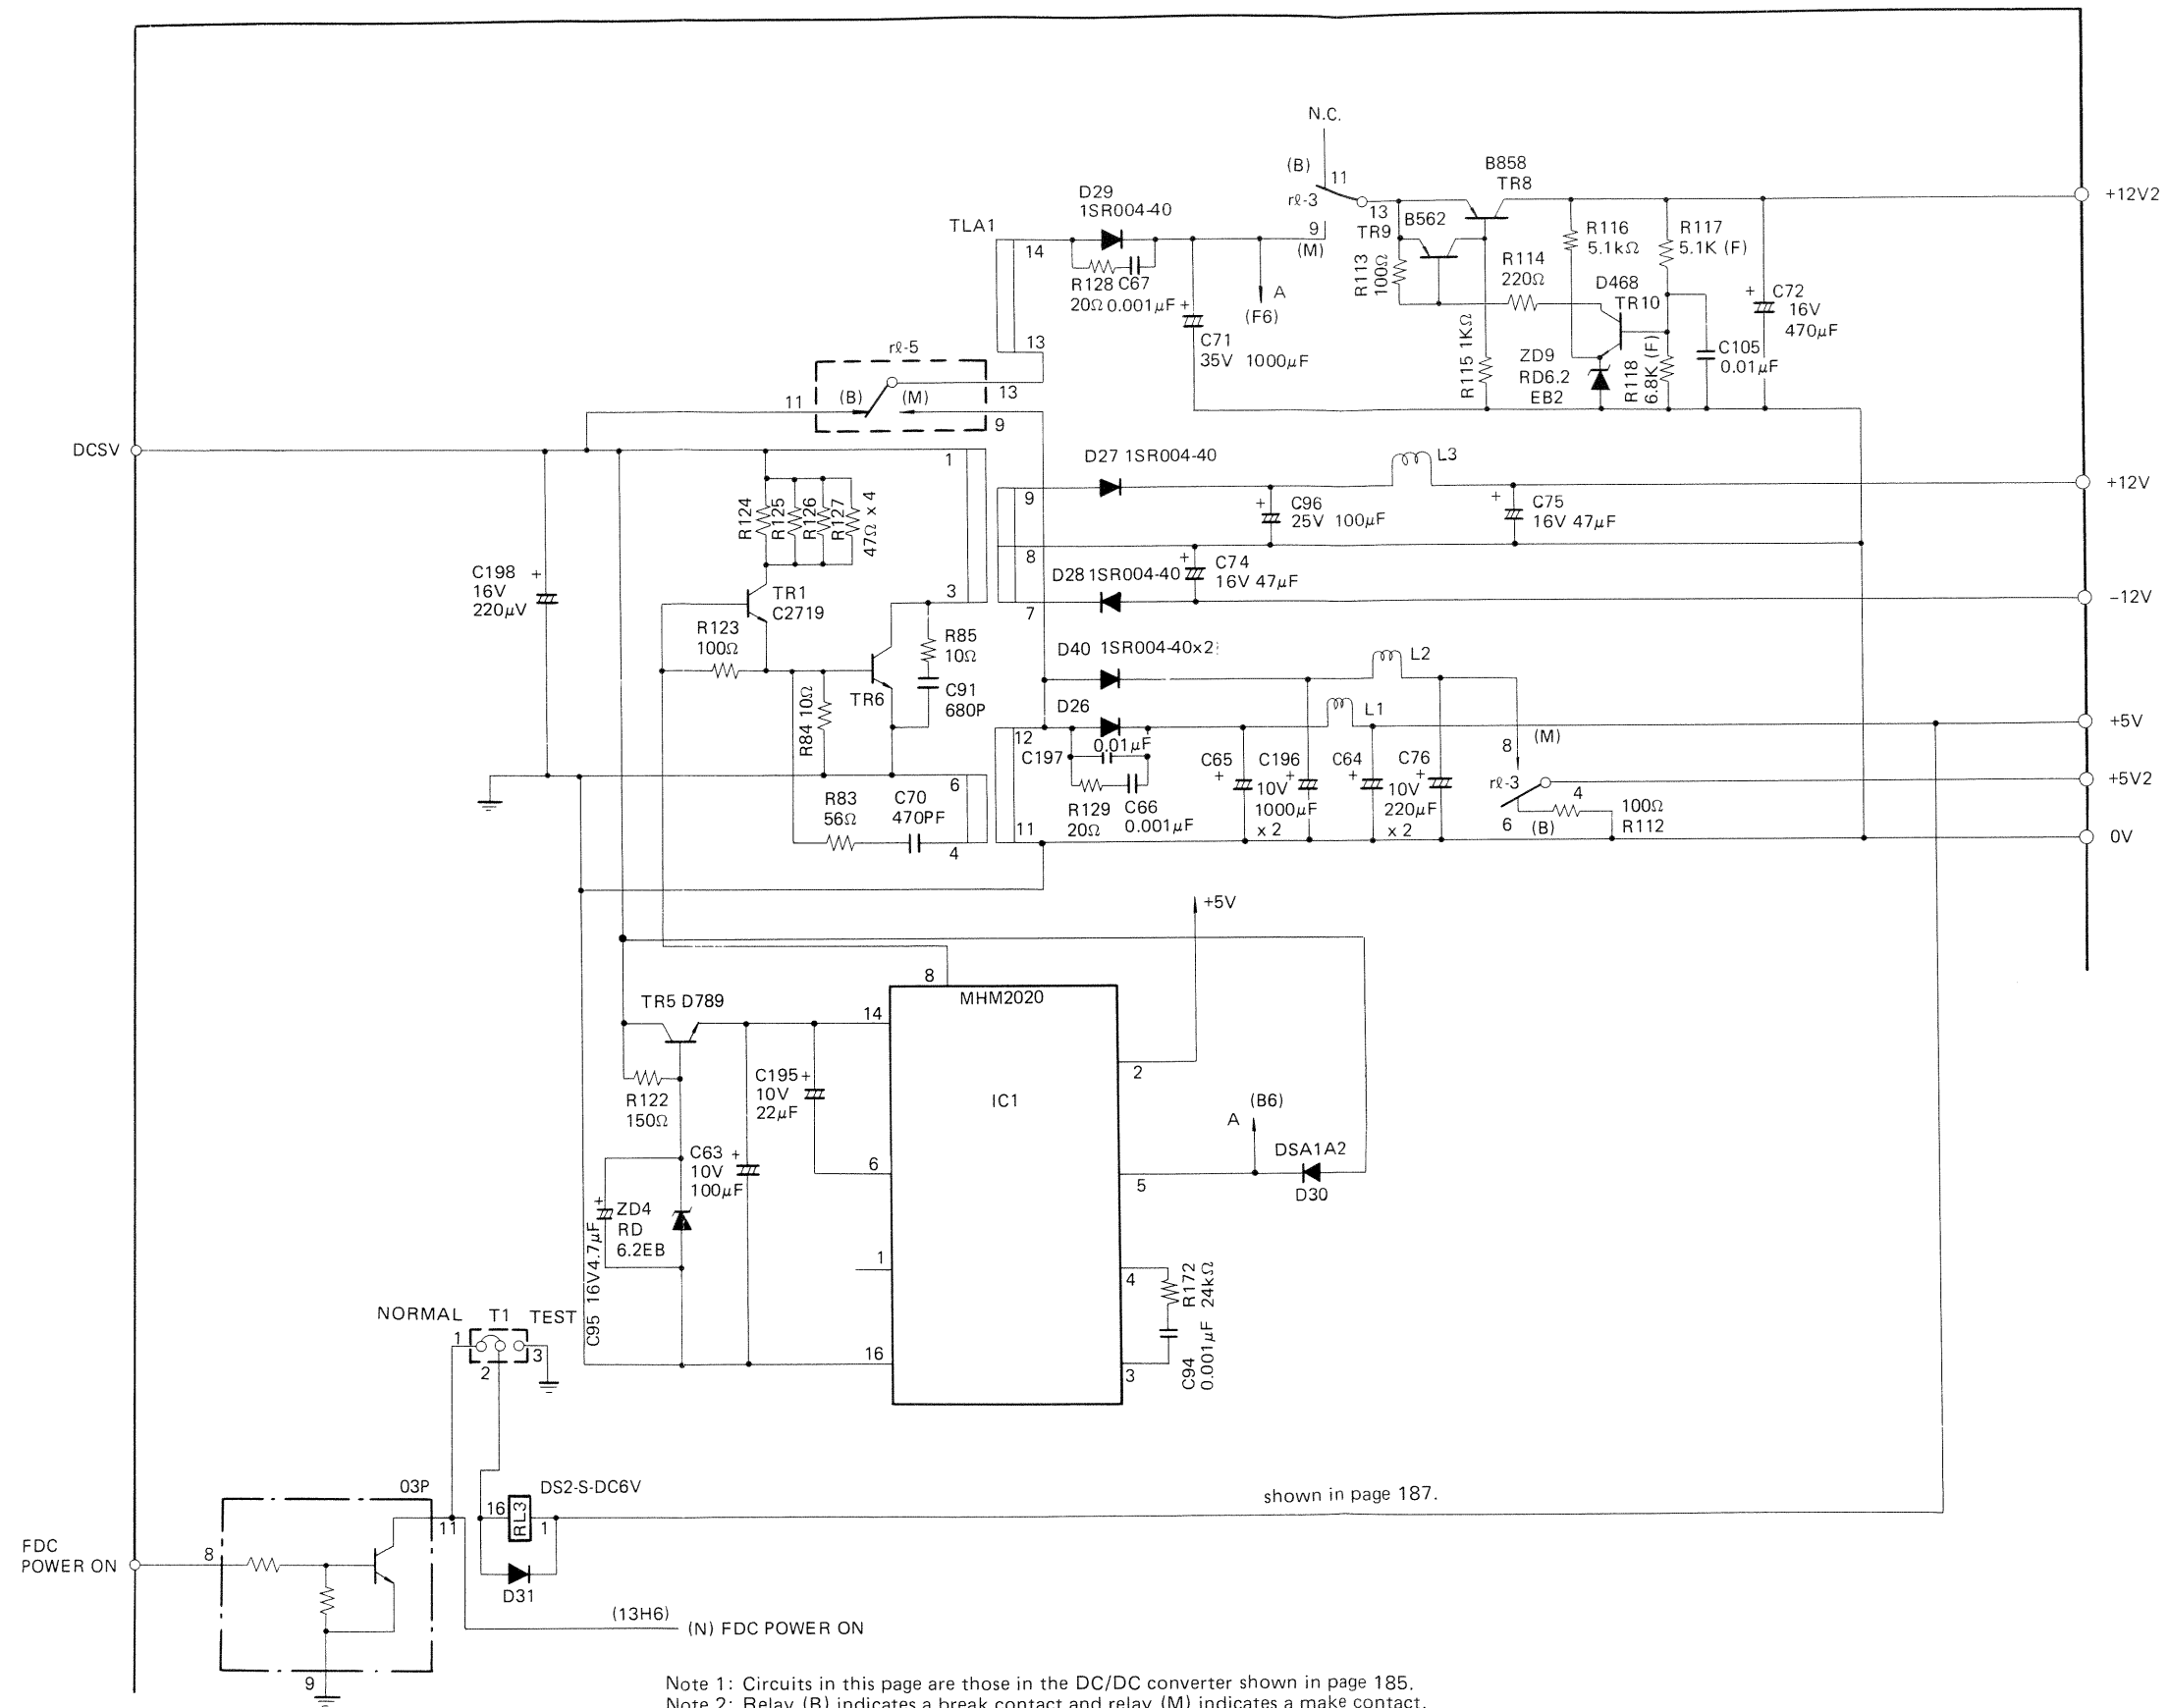 N.C.
(B)
11
rℓ-3
13
9
(M)
B858
TR8
B562
TR9
+12V2
D29
1SR004-40
TLA1
14
R128 C67
20Ω 0.001μF
+
C71
35V 1000μF
A
(F6)
R113
100Ω
R114
220Ω
R115 1KΩ
R116
5.1kΩ
R117
5.1K (F)
D468
TR10
ZD9
RD6.2
EB2
R118
6.8K (F)
C105
0.01μF
+
C72
16V
470μF
13
rℓ-5
11
(B)
(M)
13
9
DCSV
1
R124
R125
R126
R127
47Ω x 4
C198
16V
220μV
+
TR1
C2719
R123
100Ω
3
R85
10Ω
C91
680P
TR6
R84 10Ω
6
R83
56Ω
C70
470PF
4
D27 1SR004-40
L3
9
+
C96
25V 100μF
+
C75
16V 47μF
+12V
8
D28 1SR004-40
+
C74
16V 47μF
7
−12V
D40 1SR004-40x2
L2
D26
L1
+5V
12
C197
0.01μF
R129
20Ω
C66
0.001μF
11
C65
+
C196
10V
1000μF
x 2
+
C64
+
C76
10V
220μF
x 2
+
8
(M)
rℓ-3
4
6
(B)
100Ω
R112
+5V2
0V
+5V
8
MHM2020
IC1
TR5 D789
14
R122
150Ω
C195
10V
22μF
+
C63
10V
100μF
+
6
2
A
(B6)
DSA1A2
D30
5
+
ZD4
RD
6.2EB
C95 16V4.7μF
1
16
4
R172
24kΩ
C94
0.001μF
3
NORMAL T1 TEST
1
2
3
03P
11
16
RL3
1
DS2-S-DC6V
D31
shown in page 187.
FDC
POWER ON
8
9
(13H6)
(N) FDC POWER ON
Note 1: Circuits in this page are those in the DC/DC converter shown in page 185.
Note 2: Relay (B) indicates a break contact and relay (M) indicates a make contact.